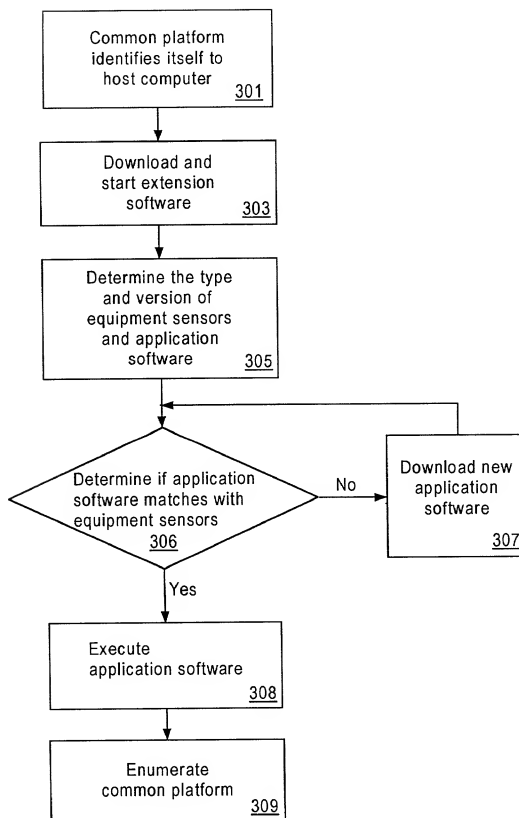 Common platform
identifies itself to
host computer
301
Download and
start extension
software
303
Determine the type
and version of
equipment sensors
and application
software
305
Determine if application
software matches with
equipment sensors
306
No
Download new
application
software
307
Yes
Execute
application software
308
Enumerate
common platform
309